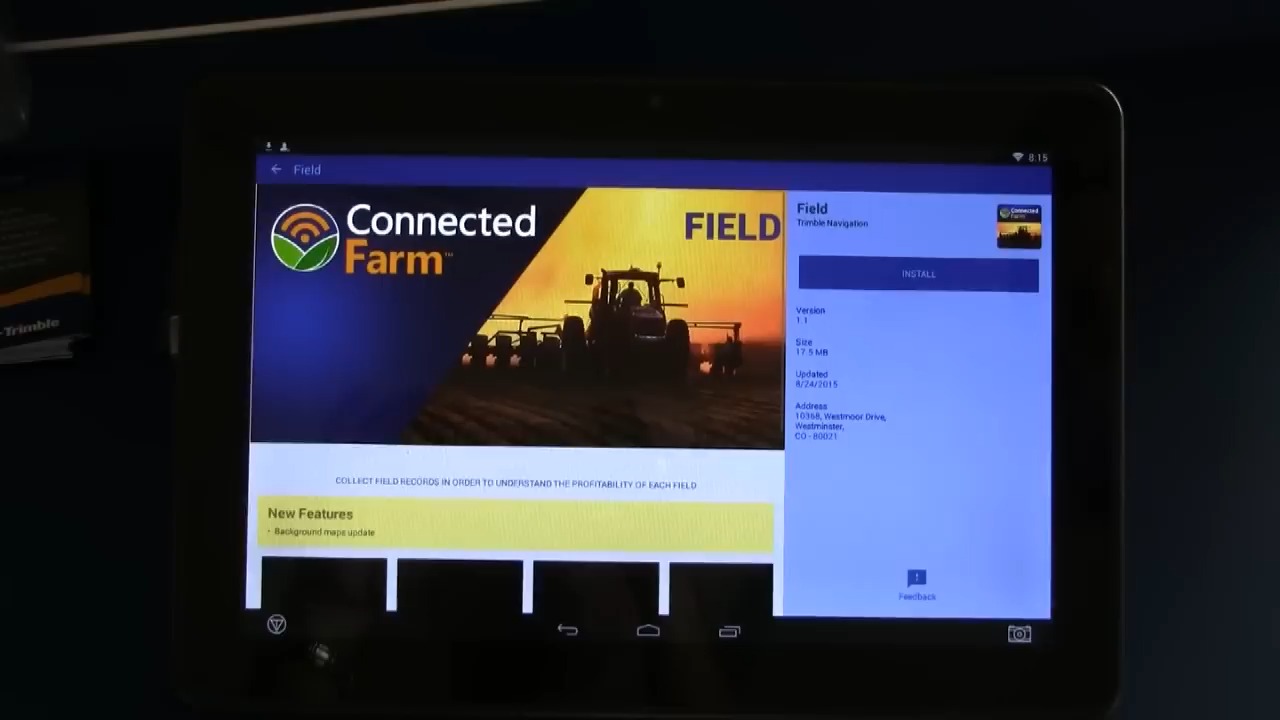 8:15
Field
Connected
Farm™
FIELD
Field
Trimble Navigation
Connected
Farm
INSTALL
Version
1.1
Size
17.5 MB
Updated
8/24/2015
Address
10368, Westmoor Drive,
Westminster,
CO - 80021
COLLECT FIELD RECORDS IN ORDER TO UNDERSTAND THE PROFITABILITY OF EACH FIELD
New Features
• Background maps update
Feedback
Trimble